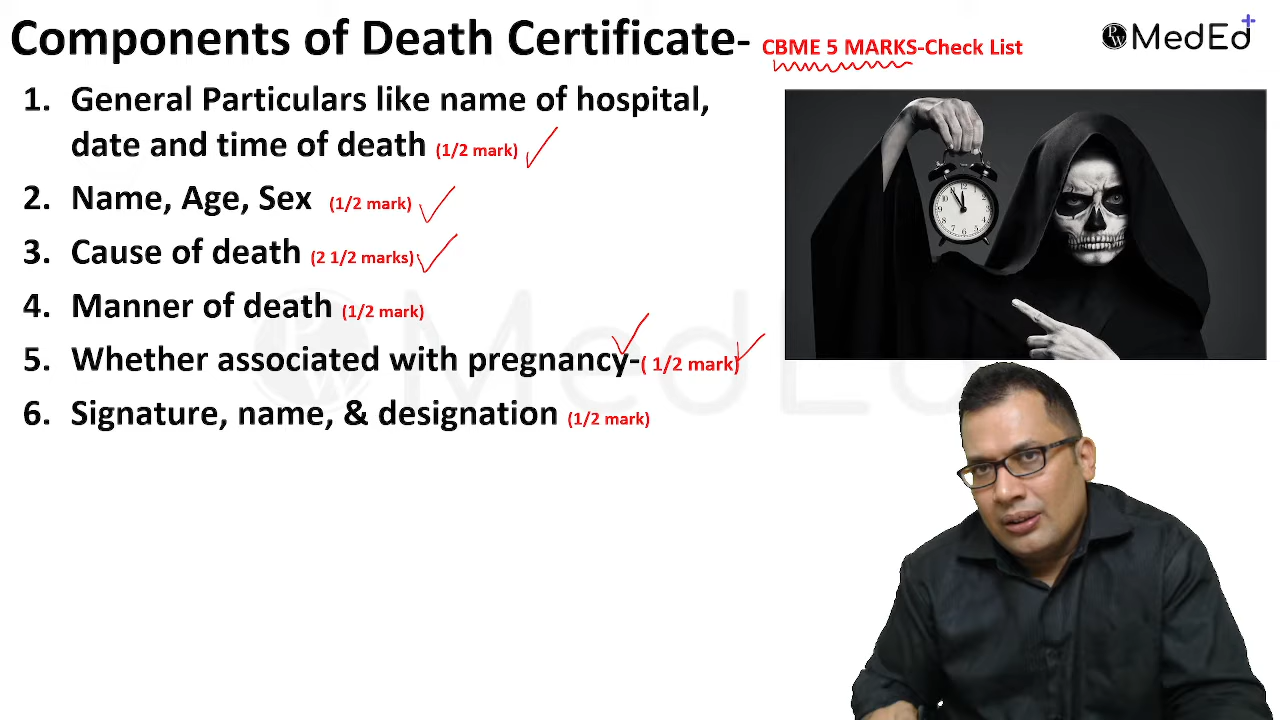 Components of Death Certificate- CBME 5 MARKS-Check List
PW MedEd+
1. General Particulars like name of hospital,
date and time of death (1/2 mark)
2. Name, Age, Sex (1/2 mark)
3. Cause of death (2 1/2 marks)
4. Manner of death (1/2 mark)
5. Whether associated with pregnancy-( 1/2 mark)
6. Signature, name, & designation (1/2 mark)
PW MedEd